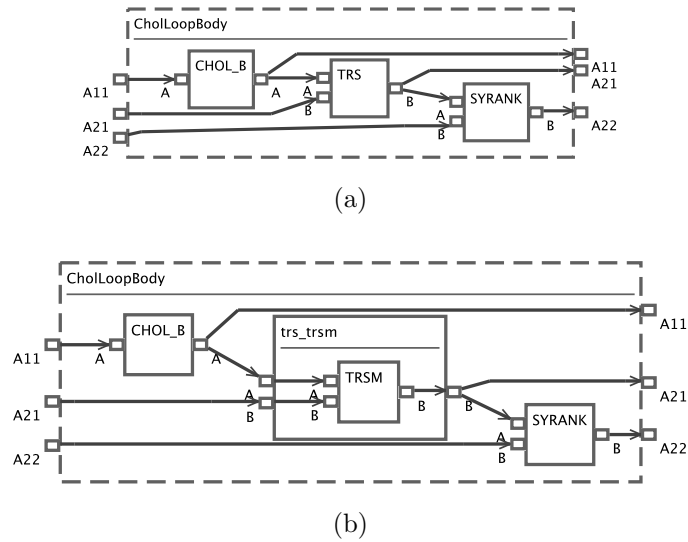 CholLoopBody
CHOL_B
TRS
A11
A21
SYRANK
A11
A
A
A
B
B
A21
A
B
B
A22
A22
(a)
CholLoopBody
CHOL_B
trs_trsm
A11
TRSM
A11
A
A
A21
A
B
A
B
B
B
A21
SYRANK
A22
A
B
B
A22
(b)